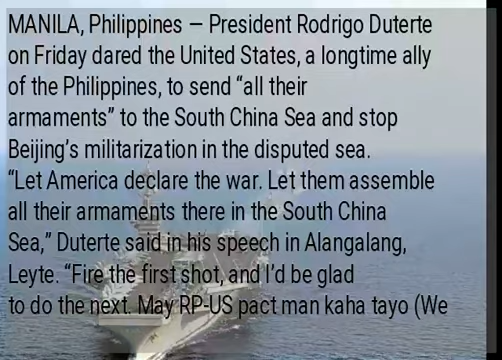 MANILA, Philippines — President Rodrigo Duterte
on Friday dared the United States, a longtime ally
of the Philippines, to send “all their
armaments” to the South China Sea and stop
Beijing’s militarization in the disputed sea.
“Let America declare the war. Let them assemble
all their armaments there in the South China
Sea,” Duterte said in his speech in Alangalang,
Leyte. “Fire the first shot, and I’d be glad
to do the next. May RP-US pact man kaha tayo (We